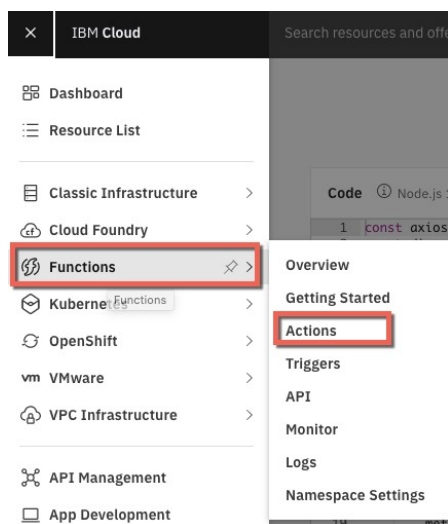 IBM Cloud
Search resources and offe
Dashboard
Resource List
Classic Infrastructure
Cloud Foundry
Functions
Kubernetes
Functions
OpenShift
VMware
VPC Infrastructure
API Management
App Development
Code Node.js
1 const axios
Overview
Getting Started
Actions
Triggers
API
Monitor
Logs
Namespace Settings